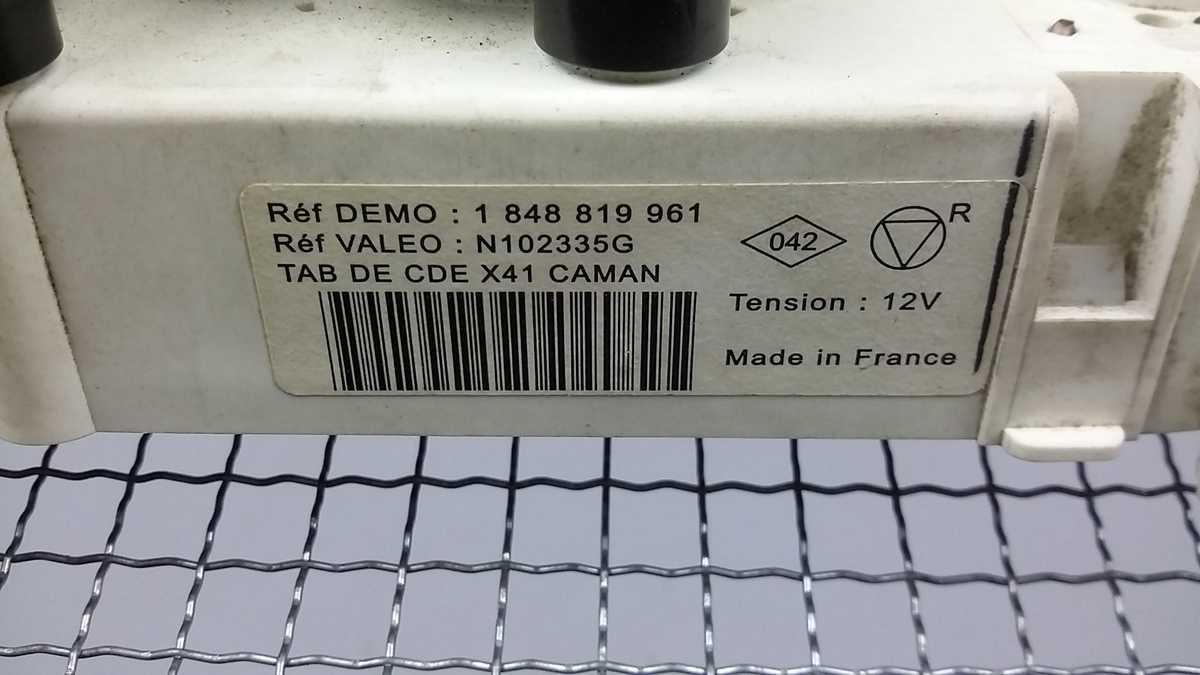 Réf DEMO : 1 848 819 961
Réf VALEO : N102335G
TAB DE CDE X41 CAMAN
042
R
Tension : 12V
Made in France